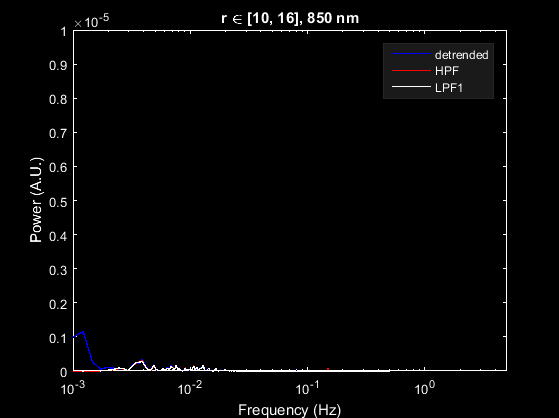 r ∈ [10, 16], 850 nm
×10^-5
1
0.9
0.8
0.7
0.6
0.5
0.4
0.3
0.2
0.1
0
Power (A.U.)
detrended
HPF
LPF1
10^-3 10^-2 10^-1 10^0
Frequency (Hz)